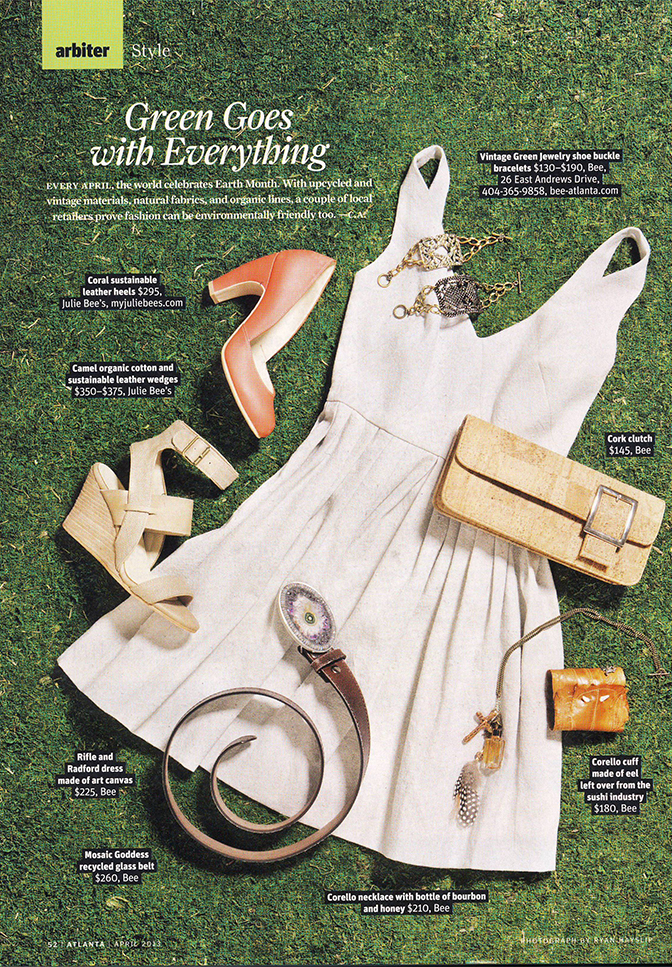 arbiter Style
Green Goes
with Everything
EVERY APRIL, the world celebrates Earth Month. With upcycled and
vintage materials, natural fabrics, and organic lines, a couple of local
retailers prove fashion can be environmentally friendly too. —C.A.
Vintage Green Jewelry shoe buckle
bracelets $130–$190, Bee,
26 East Andrews Drive,
404-365-9858, bee-atlanta.com
Coral sustainable
leather heels $295,
Julie Bee's, myjuliebees.com
Camel organic cotton and
sustainable leather wedges
$350–$375, Julie Bee's
Cork clutch
$145, Bee
Rifle and
Radford dress
made of art canvas
$225, Bee
Corello cuff
made of eel
left over from the
sushi industry
$180, Bee
Mosaic Goddess
recycled glass belt
$260, Bee
Corello necklace with bottle of bourbon
and honey $210, Bee
52 | ATLANTA | APRIL 2013
PHOTOGRAPH BY RYAN HAYSLIP